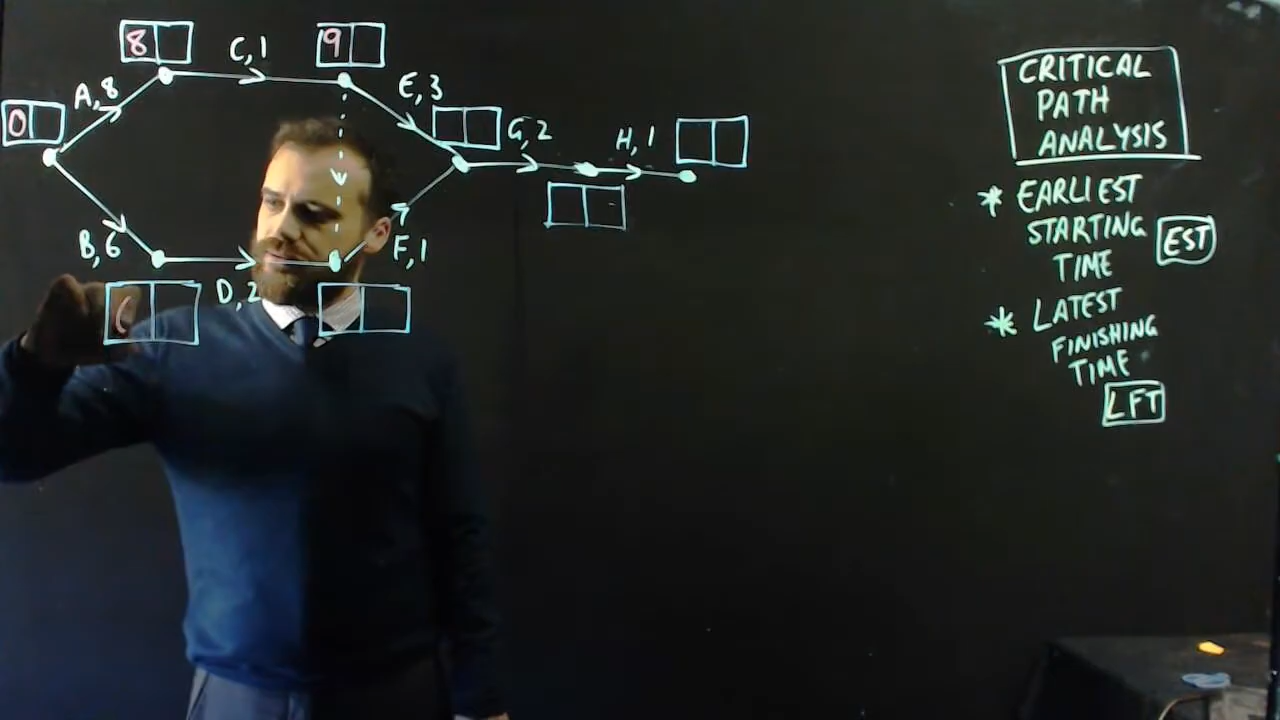 8
9
C,1
A,8
E,3
0
G,2
H,1
B,6
F,1
D,2
CRITICAL
PATH
ANALYSIS
* EARLIEST
STARTING
TIME
EST
* LATEST
FINISHING
TIME
LFT